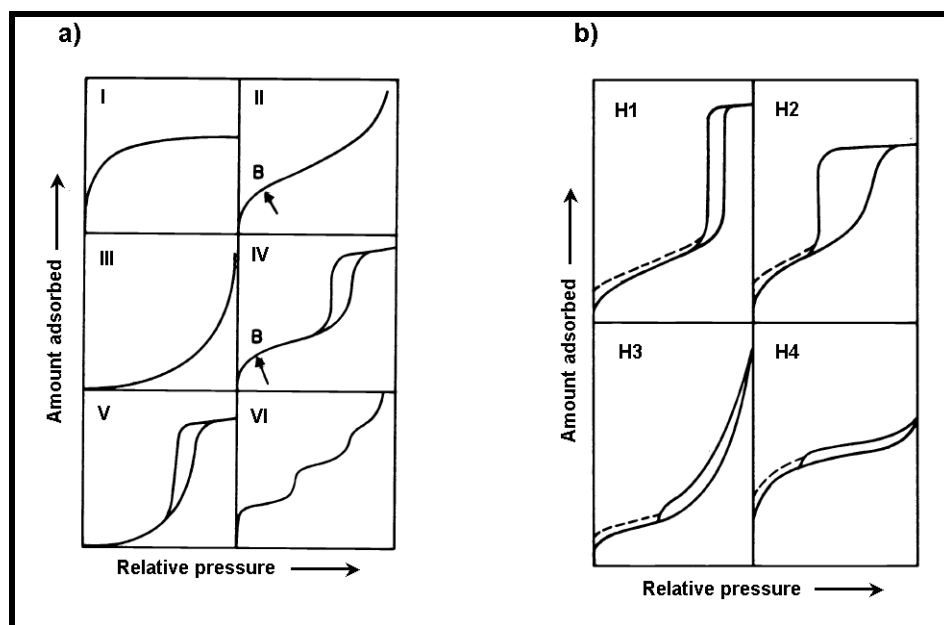 a)
I
II
B
III
IV
B
V
VI
Amount adsorbed
Relative pressure
b)
H1
H2
H3
H4
Amount adsorbed
Relative pressure